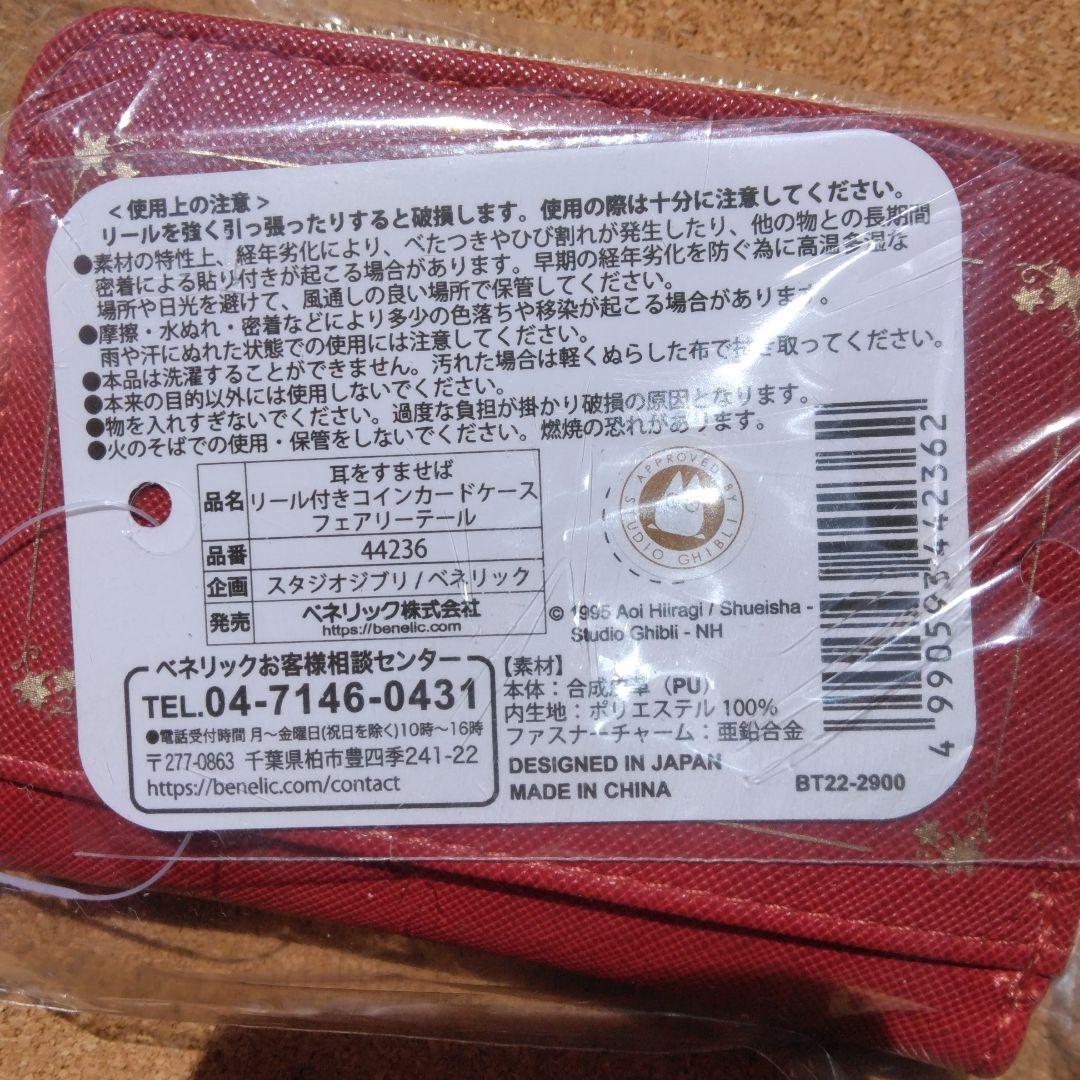 <使用上の注意>
リールを強く引っ張ったりすると破損します。使用の際は十分に注意してください。
●素材の特性上、経年劣化により、べたつきやひび割れが発生したり、他の物との長期間
密着による貼り付きが起こる場合があります。早期の経年劣化を防ぐ為に高温多湿な
場所や日光を避けて、風通しの良い場所で保管してください。
●摩擦・水ぬれ・密着などにより多少の色落ちや移染が起こる場合があります。
雨や汗にぬれた状態での使用には注意してください。
●本品は洗濯することができません。汚れた場合は軽くぬらした布で拭き取ってください。
●本来の目的以外には使用しないでください。
●物を入れすぎないでください。過度な負担が掛かり破損の原因となります。
●火のそばでの使用・保管をしないでください。燃焼の恐れがあります。
品名 耳をすませば
リール付きコインカードケース
フェアリーテール
品番 44236
企画 スタジオジブリ/ベネリック
発売 ベネリック株式会社
https://benelic.com
APPROVED BY
STUDIO GHIBLI
© 1995 Aoi Hiiragi / Shueisha -
Studio Ghibli - NH
ベネリックお客様相談センター
TEL.04-7146-0431
●電話受付時間 月~金曜日(祝日を除く)10時~16時
〒277-0863 千葉県柏市豊四季241-22
https://benelic.com/contact
【素材】
本体:合成皮革(PU)
内生地:ポリエステル 100%
ファスナーチャーム:亜鉛合金
DESIGNED IN JAPAN
MADE IN CHINA
BT22-2900
4 990593 442362